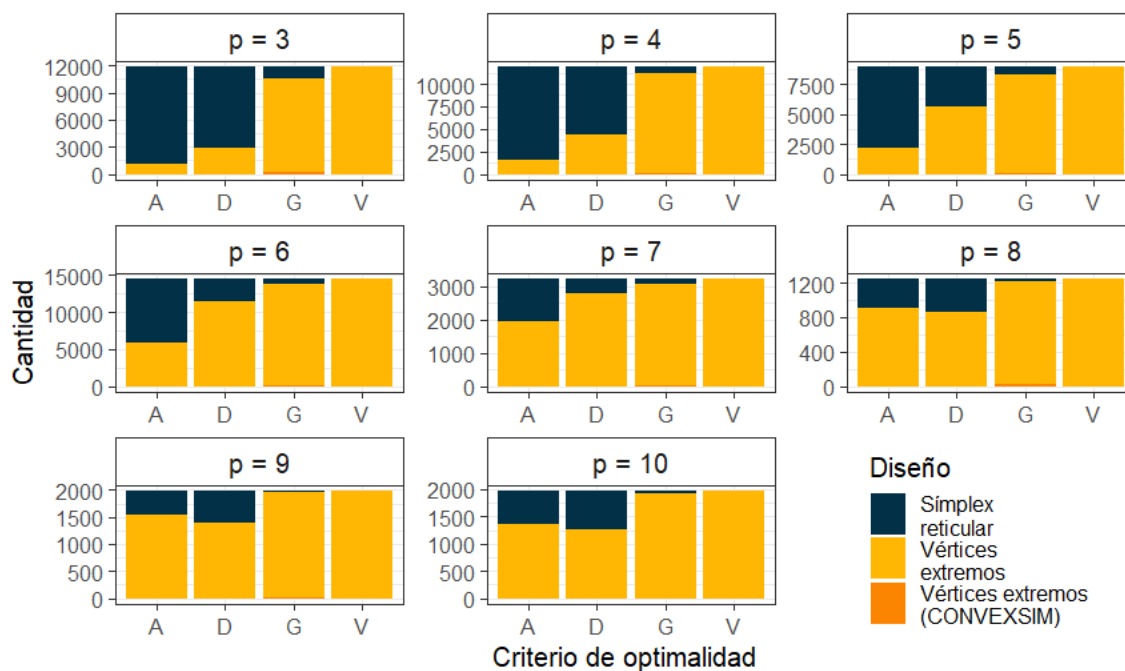 p = 3
p = 4
p = 5
12000
9000
6000
3000
0
10000
7500
5000
2500
0
7500
5000
2500
0
A D G V
A D G V
A D G V
p = 6
p = 7
p = 8
15000
10000
5000
0
3000
2000
1000
0
1200
800
400
0
A D G V
A D G V
A D G V
Cantidad
p = 9
p = 10
2000
1500
1000
500
0
2000
1500
1000
500
0
A D G V
A D G V
Criterio de optimalidad
Diseño
Símplex
reticular
Vértices
extremos
Vértices extremos
(CONVEXSIM)